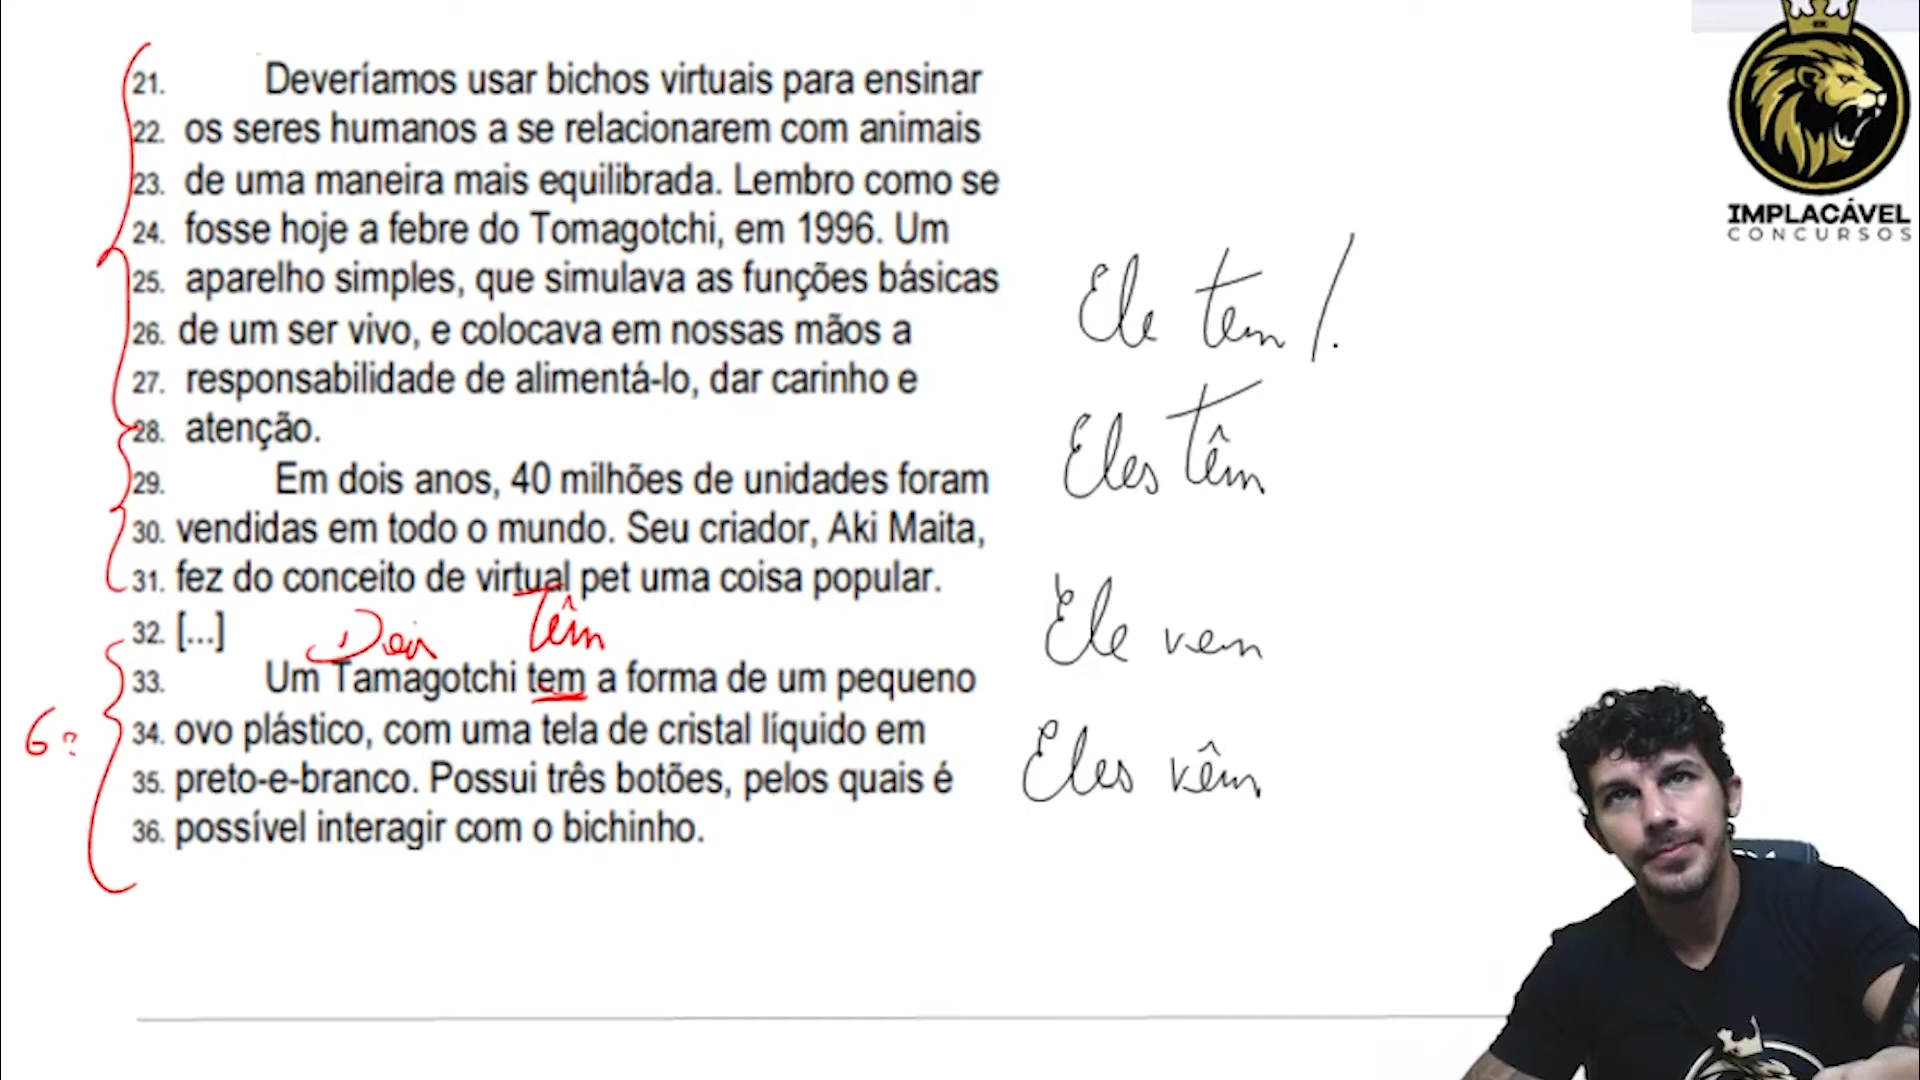 21. Deveríamos usar bichos virtuais para ensinar
22. os seres humanos a se relacionarem com animais
23. de uma maneira mais equilibrada. Lembro como se
24. fosse hoje a febre do Tomagotchi, em 1996. Um
25. aparelho simples, que simulava as funções básicas
26. de um ser vivo, e colocava em nossas mãos a
27. responsabilidade de alimentá-lo, dar carinho e
28. atenção.
29. Em dois anos, 40 milhões de unidades foram
30. vendidas em todo o mundo. Seu criador, Aki Maita,
31. fez do conceito de virtual pet uma coisa popular.
32. [...]
Dois Têm
33. Um Tamagotchi tem a forma de um pequeno
34. ovo plástico, com uma tela de cristal líquido em
35. preto-e-branco. Possui três botões, pelos quais é
36. possível interagir com o bichinho.
6?
Ele tem /.
Eles têm
Ele vem
Eles vêm
IMPLACÁVEL
CONCURSOS